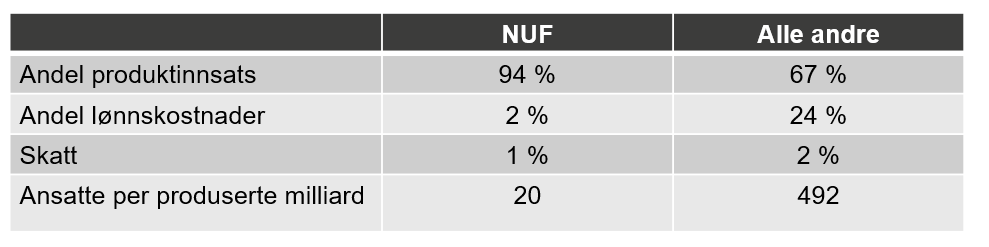 NUF Alle andre
Andel produktinnsats 94 % 67 %
Andel lønnskostnader 2 % 24 %
Skatt 1 % 2 %
Ansatte per produserte milliard 20 492